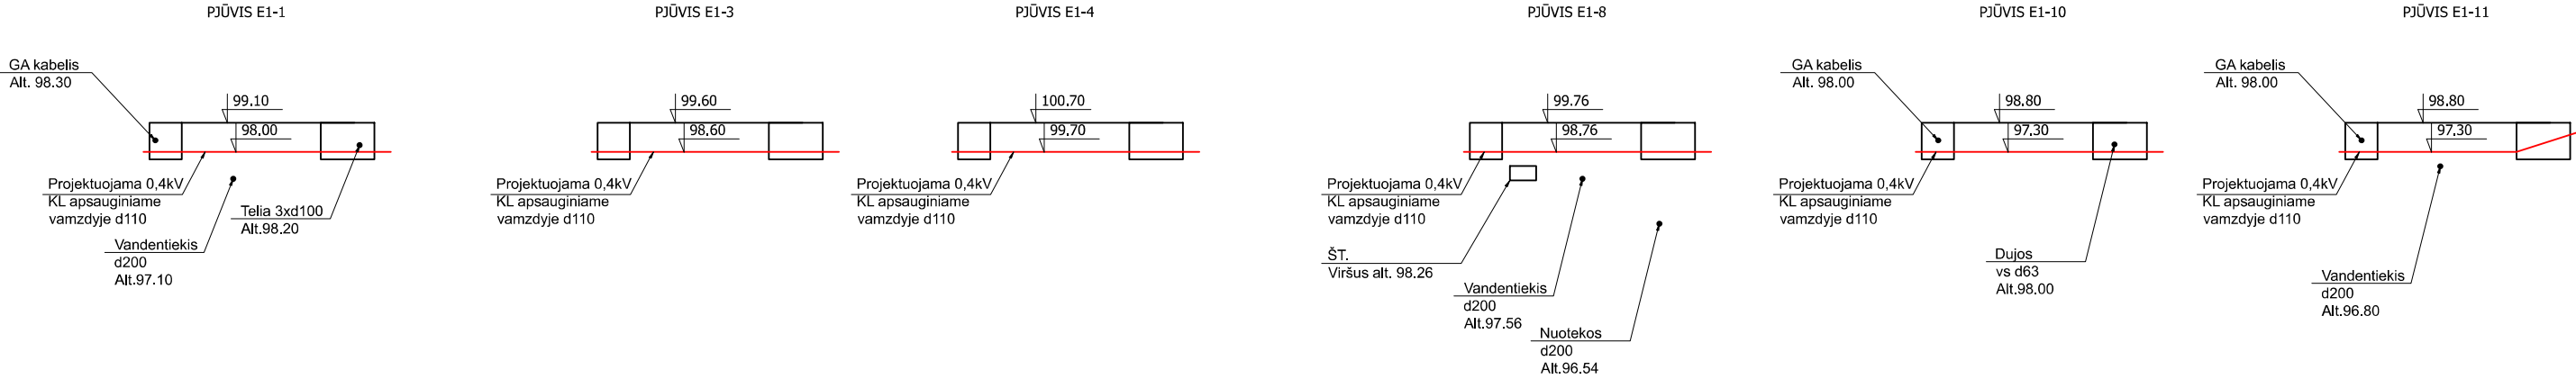 PJŪVIS E1-1
GA kabelis
Alt. 98.30
99.10
98.00
Projektuojama 0,4kV
KL apsauginiame
vamzdyje d110
Telia 3xd100
Alt.98.20
Vandentiekis
d200
Alt.97.10
PJŪVIS E1-3
99.60
98.60
Projektuojama 0,4kV
KL apsauginiame
vamzdyje d110
PJŪVIS E1-4
100.70
99.70
Projektuojama 0,4kV
KL apsauginiame
vamzdyje d110
PJŪVIS E1-8
99.76
98.76
Projektuojama 0,4kV
KL apsauginiame
vamzdyje d110
ŠT.
Viršus alt. 98.26
Vandentiekis
d200
Alt.97.56
Nuotekos
d200
Alt.96.54
PJŪVIS E1-10
GA kabelis
Alt. 98.00
98.80
97.30
Projektuojama 0,4kV
KL apsauginiame
vamzdyje d110
Dujos
vs d63
Alt.98.00
PJŪVIS E1-11
GA kabelis
Alt. 98.00
98.80
97.30
Projektuojama 0,4kV
KL apsauginiame
vamzdyje d110
Vandentiekis
d200
Alt.96.80